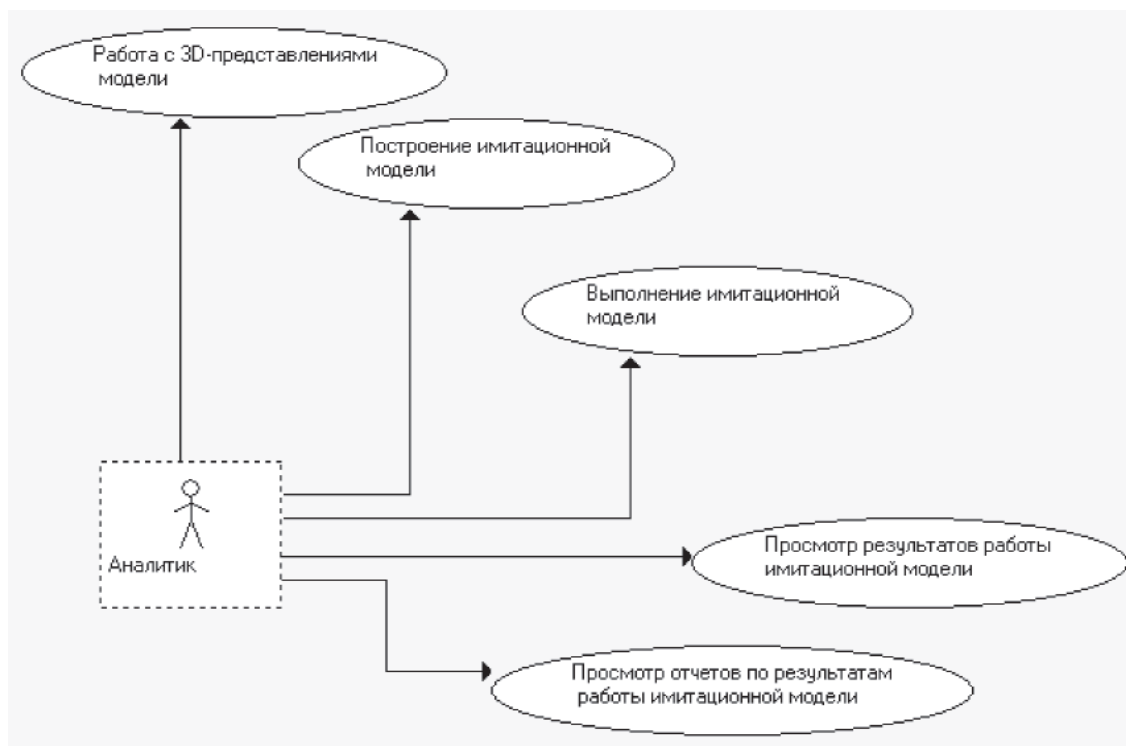 Работа с 3D-представлениями
модели
Построение имитационной
модели
Выполнение имитационной
модели
Аналитик
Просмотр результатов работы
имитационной модели
Просмотр отчетов по результатам
работы имитационной модели